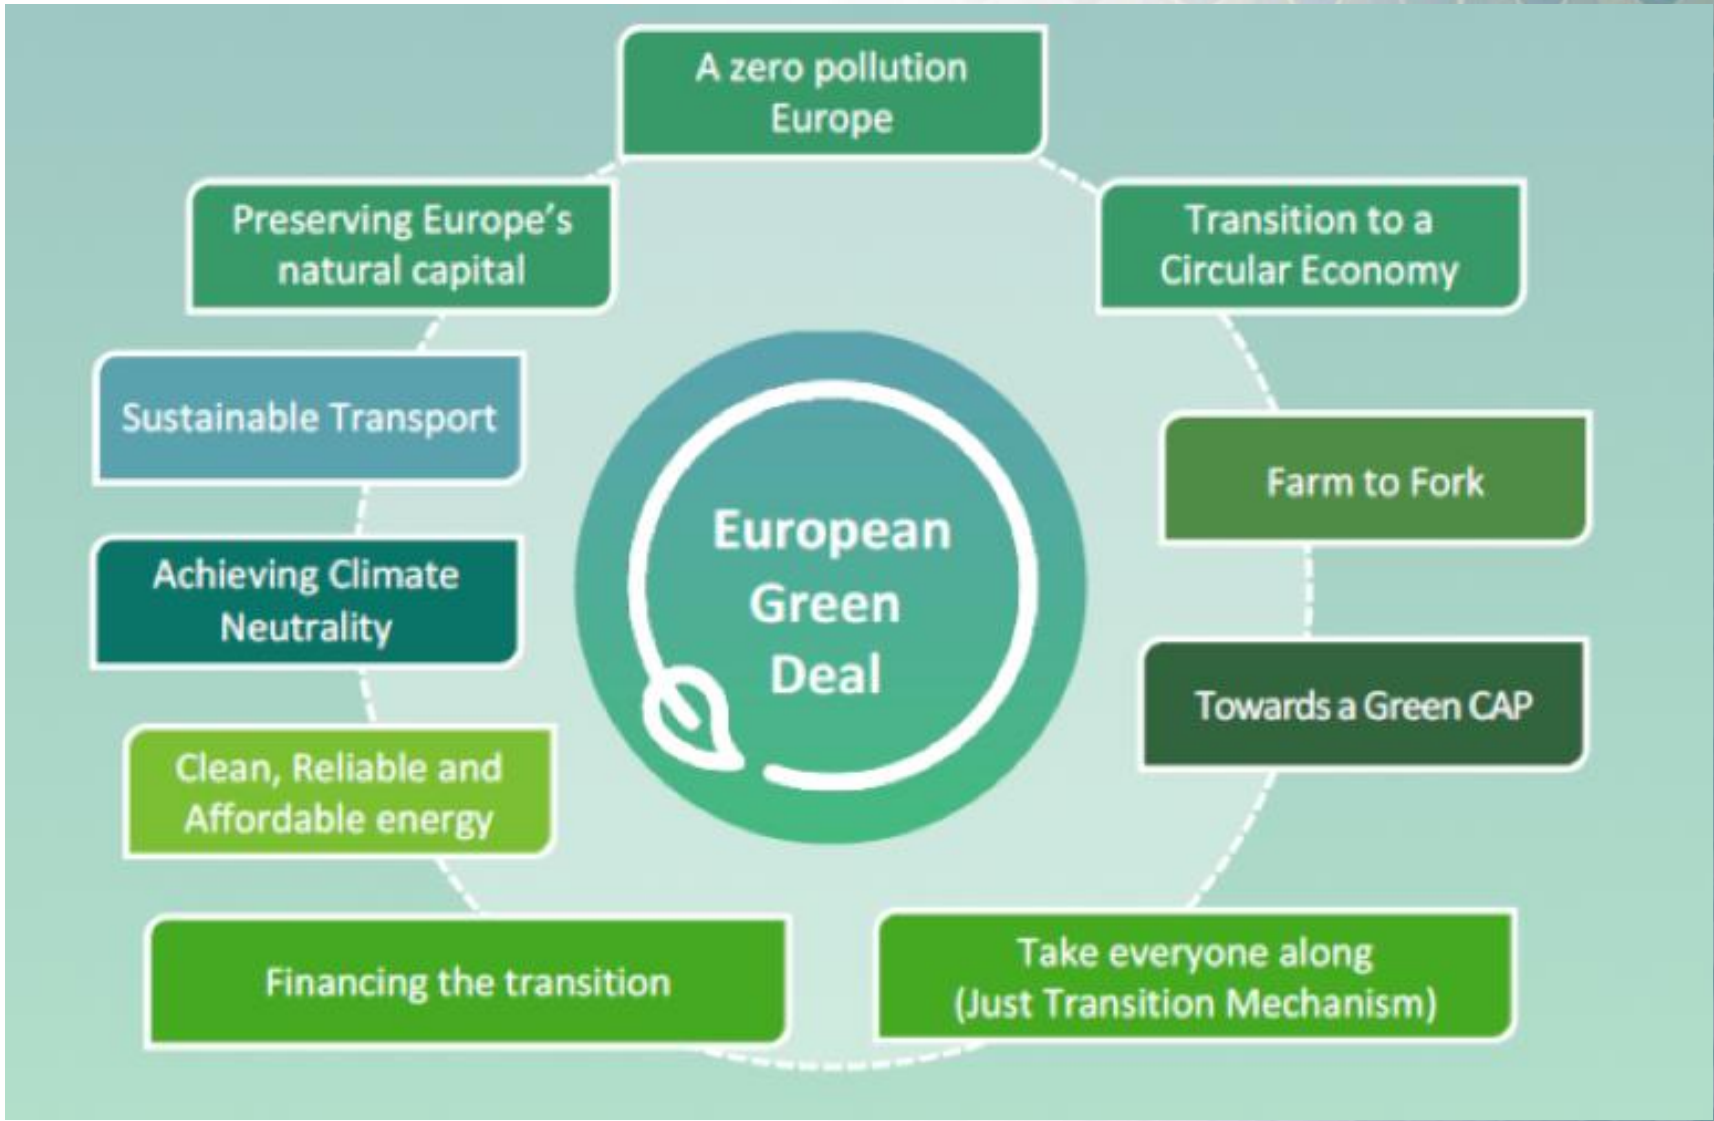 A zero pollution
Europe
Preserving Europe's
natural capital
Transition to a
Circular Economy
Sustainable Transport
Farm to Fork
European
Green
Deal
Achieving Climate
Neutrality
Towards a Green CAP
Clean, Reliable and
Affordable energy
Financing the transition
Take everyone along
(Just Transition Mechanism)